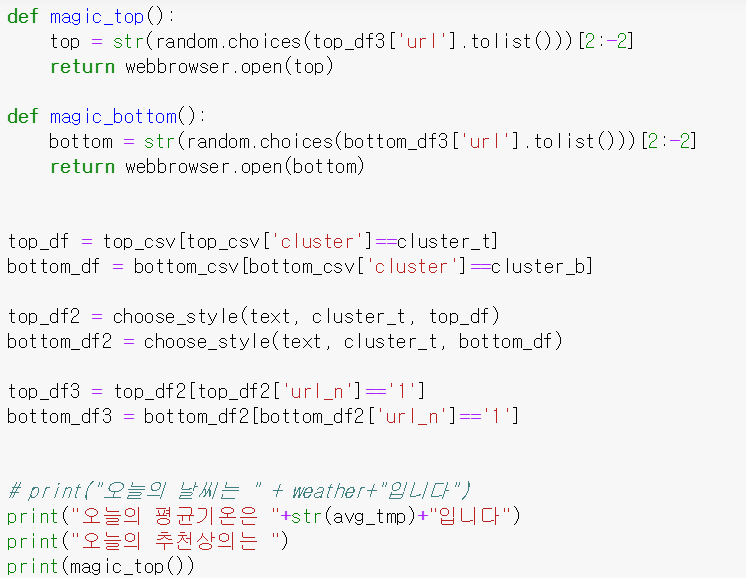 def magic_top():
    top = str(random.choices(top_df3['url'].tolist()))[2:-2]
    return webbrowser.open(top)

def magic_bottom():
    bottom = str(random.choices(bottom_df3['url'].tolist()))[2:-2]
    return webbrowser.open(bottom)


top_df = top_csv[top_csv['cluster']==cluster_t]
bottom_df = bottom_csv[bottom_csv['cluster']==cluster_b]

top_df2 = choose_style(text, cluster_t, top_df)
bottom_df2 = choose_style(text, cluster_t, bottom_df)

top_df3 = top_df2[top_df2['url_n']=='1']
bottom_df3 = bottom_df2[bottom_df2['url_n']=='1']


# print("오늘의 날씨는 " + weather+"입니다")
print("오늘의 평균기온은 "+str(avg_tmp)+"입니다")
print("오늘의 추천상의는 ")
print(magic_top())